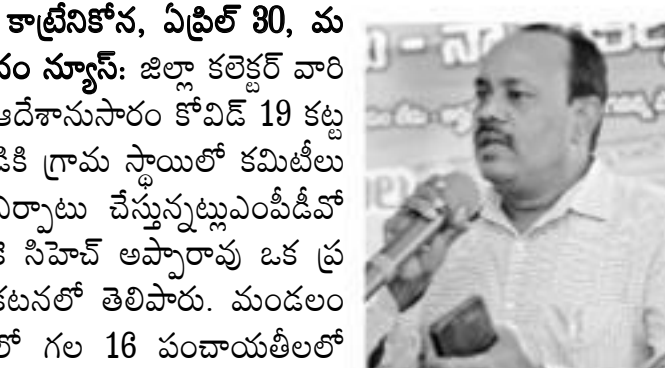 కాట్రేనికోన, ఏప్రిల్ 30, మ
నం న్యూస్: జిల్లా కలెక్టర్ వారి
ఆదేశానుసారం కోవిడ్ 19 కట్ట
డికి గ్రామ స్థాయిలో కమిటీలు
ఏర్పాటు చేస్తున్నట్లుఎంపీడీవో
కె సిహెచ్ అప్పారావు ఒక ప్ర
కటనలో తెలిపారు. మండలం
లో గల 16 పంచాయతీలలో